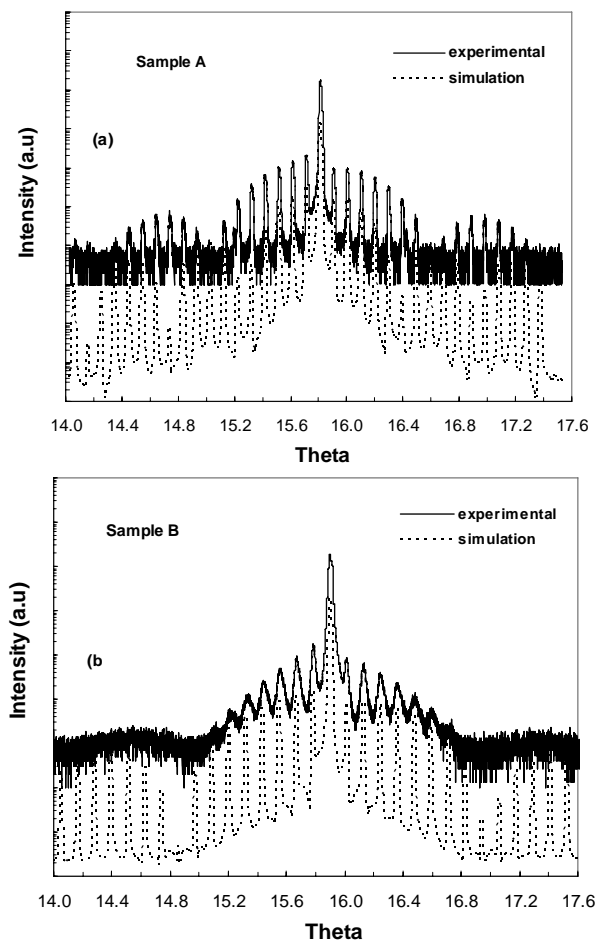 Sample A
experimental
simulation
(a)
Intensity (a.u)
14.0 14.4 14.8 15.2 15.6 16.0 16.4 16.8 17.2 17.6
Theta
Sample B
experimental
simulation
(b
Intensity (a.u)
14.0 14.4 14.8 15.2 15.6 16.0 16.4 16.8 17.2 17.6
Theta